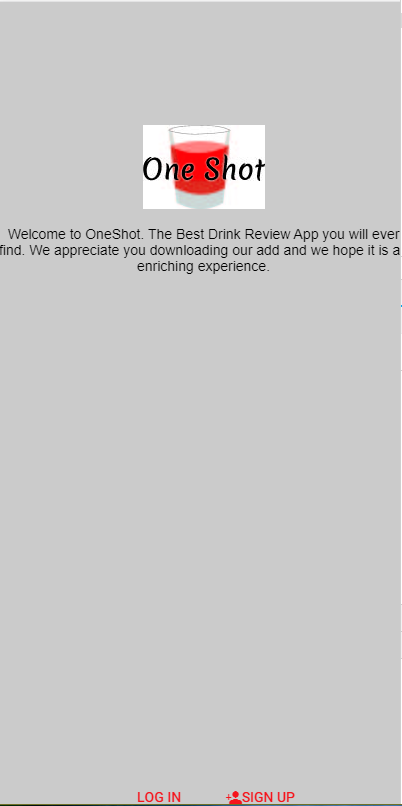 One Shot
Welcome to OneShot. The Best Drink Review App you will ever
find. We appreciate you downloading our add and we hope it is a
enriching experience.
LOG IN
SIGN UP